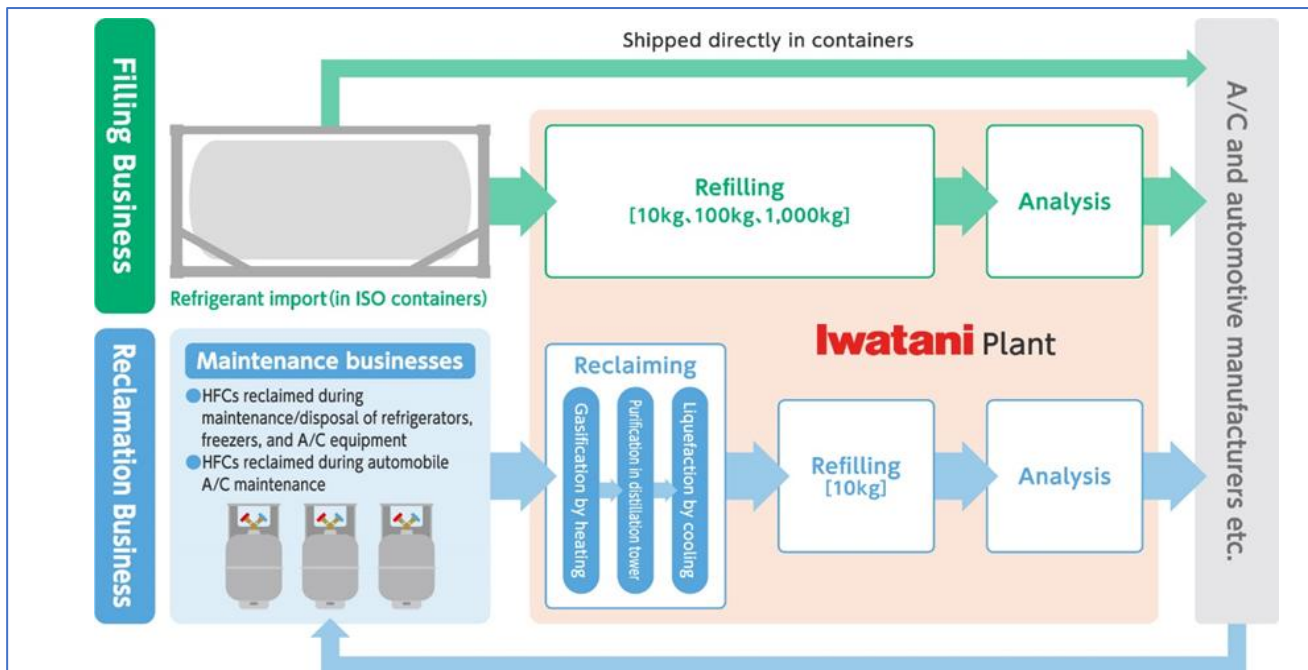 Filling Business
Shipped directly in containers
Refrigerant import (in ISO containers)
Refilling
[10kg、100kg、1,000kg]
Analysis
A/C and automotive manufacturers etc.
Iwatani Plant
Reclamation Business
Maintenance businesses
●HFCs reclaimed during
maintenance/disposal of refrigerators,
freezers, and A/C equipment
●HFCs reclaimed during automobile
A/C maintenance
Reclaiming
Gasification by heating
Purification in distillation tower
Liquefaction by cooling
Refilling
[10kg]
Analysis